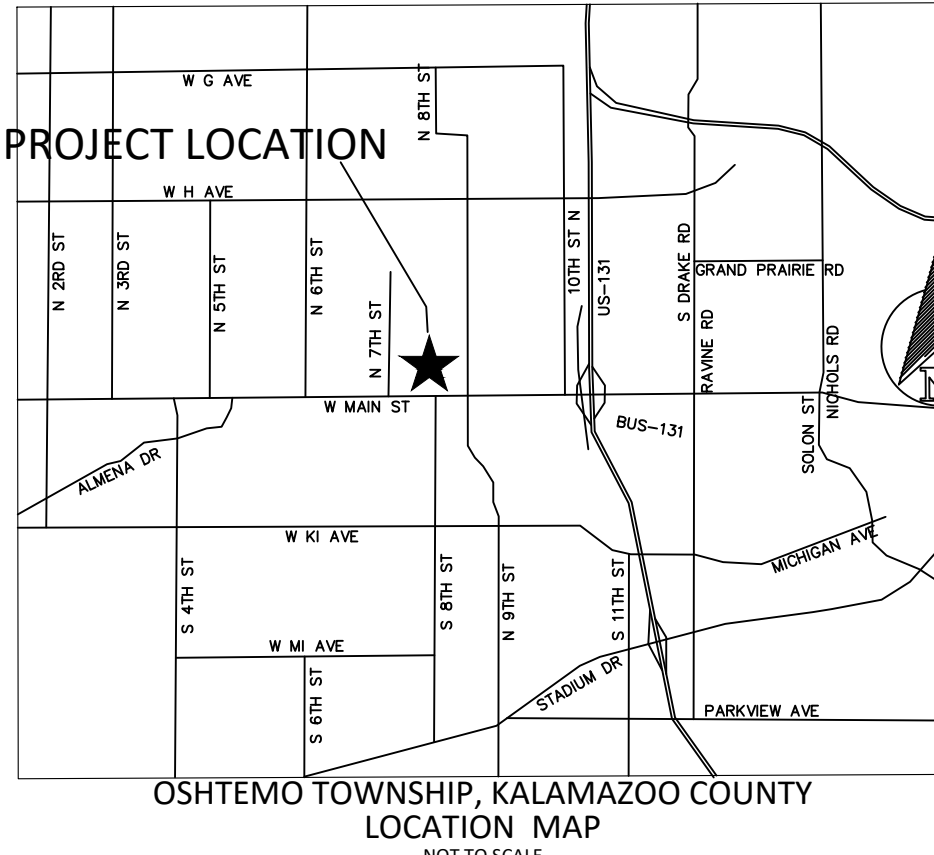 W G AVE
N 8TH ST
PROJECT LOCATION
W H AVE
N 2RD ST
N 3RD ST
N 5TH ST
N 6TH ST
N 7TH ST
10TH ST N
US-131
S DRAKE RD
GRAND PRAIRIE RD
RAVINE RD
NICHOLS RD
N
W MAIN ST
BUS-131
SOLON ST
ALMENA DR
W KI AVE
MICHIGAN AVE
S 4TH ST
S 8TH ST
N 9TH ST
S 11TH ST
W MI AVE
S 6TH ST
STADIUM DR
PARKVIEW AVE
OSHTEMO TOWNSHIP, KALAMAZOO COUNTY
LOCATION MAP
NOT TO SCALE